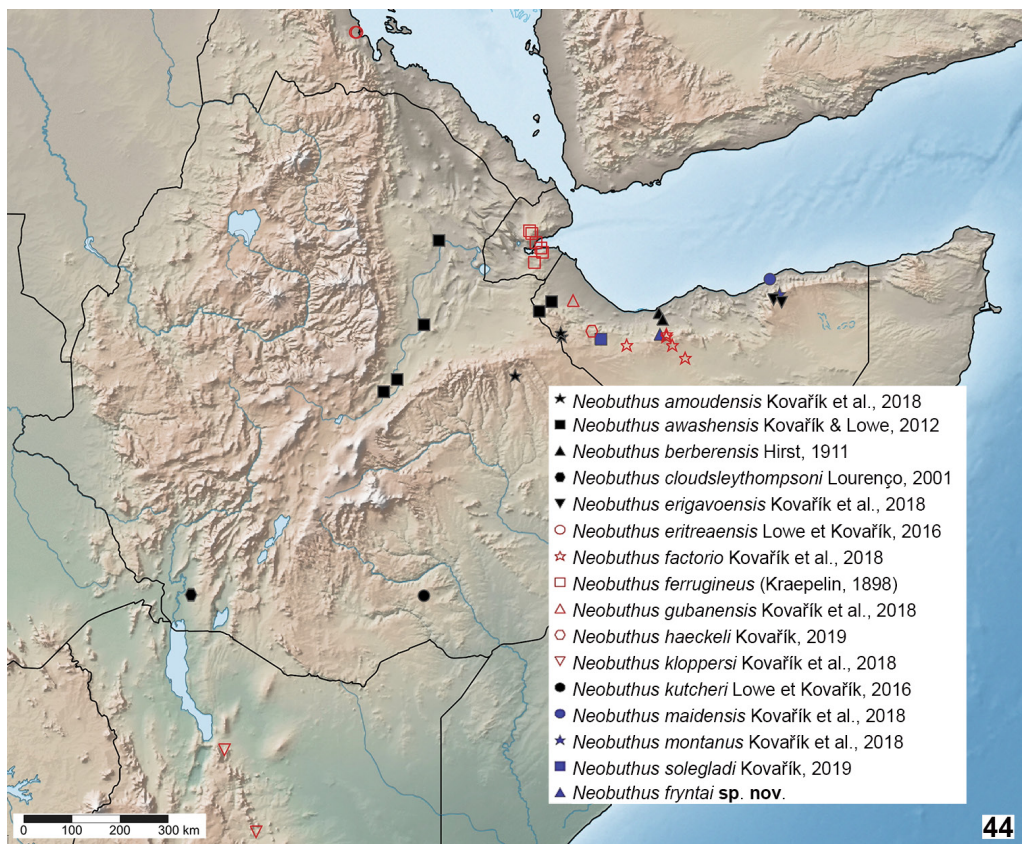 Neobuthus amoudensis Kovařík et al., 2018
Neobuthus awashensis Kovařík & Lowe, 2012
Neobuthus berberensis Hirst, 1911
Neobuthus cloudsleythompsoni Lourenço, 2001
Neobuthus erigavoensis Kovařík et al., 2018
Neobuthus eritreaensis Lowe et Kovařík, 2016
Neobuthus factorio Kovařík et al., 2018
Neobuthus ferrugineus (Kraepelin, 1898)
Neobuthus gubanensis Kovařík et al., 2018
Neobuthus haeckeli Kovařík, 2019
Neobuthus kloppersi Kovařík et al., 2018
Neobuthus kutcheri Lowe et Kovařík, 2016
Neobuthus maidensis Kovařík et al., 2018
Neobuthus montanus Kovařík et al., 2018
Neobuthus solegladi Kovařík, 2019
Neobuthus fryntai sp. nov.
0 100 200 300 km
44